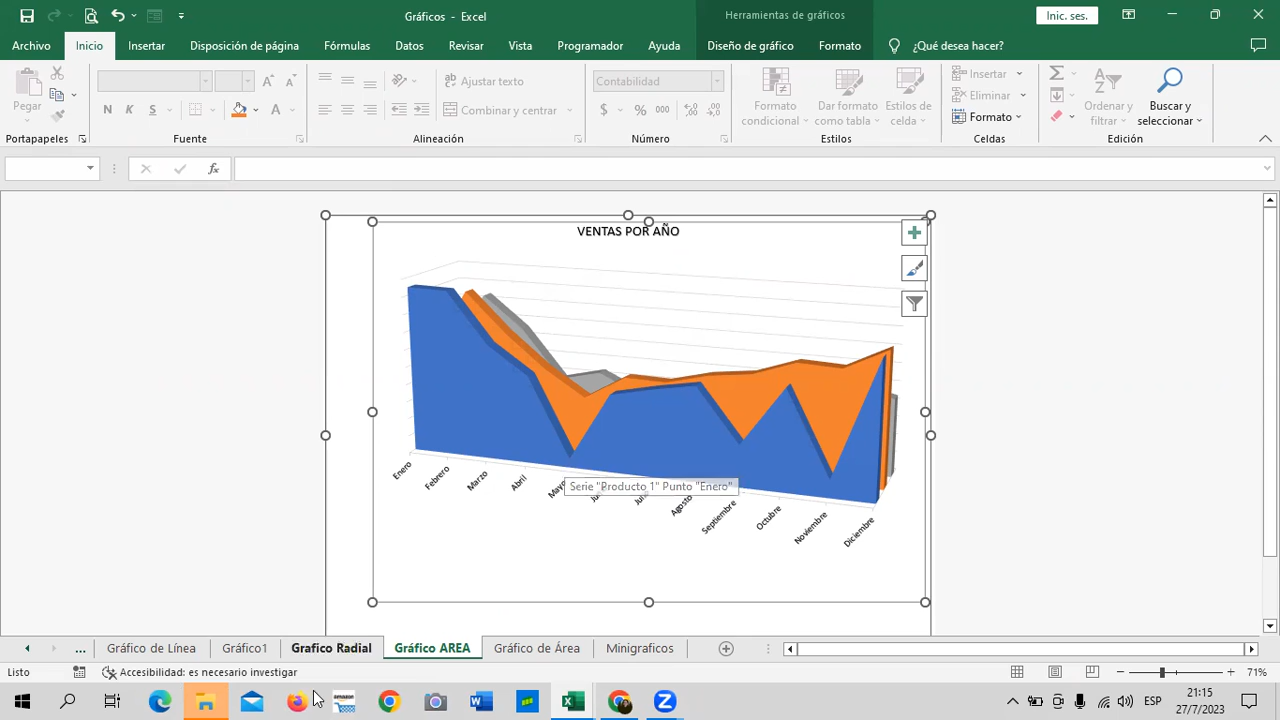 Gráficos - Excel
Herramientas de gráficos
Inic. ses.
Archivo
Inicio
Insertar
Disposición de página
Fórmulas
Datos
Revisar
Vista
Programador
Ayuda
Diseño de gráfico
Formato
¿Qué desea hacer?
Pegar
Portapapeles
N K S
A
Fuente
Ajustar texto
Combinar y centrar
Alineación
Contabilidad
$ % 000
Número
Formato condicional
Dar formato como tabla
Estilos de celda
Estilos
Insertar
Eliminar
Formato
Celdas
Ordenar y filtrar
Buscar y seleccionar
Edición
fx
VENTAS POR AÑO
Serie "Producto 1" Punto "Enero"
Enero
Febrero
Marzo
Abril
Agosto
Septiembre
Octubre
Noviembre
Diciembre
...
Gráfico de Línea
Gráfico1
Grafico Radial
Gráfico AREA
Gráfico de Área
Minigraficos
Listo
Accesibilidad: es necesario investigar
71%
ESP
21:15
27/7/2023